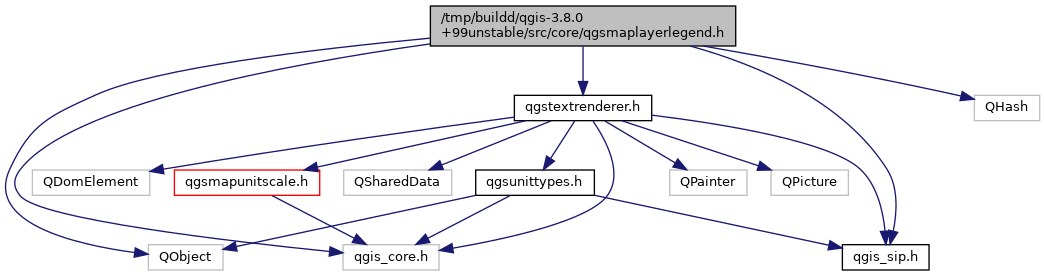 /tmp/buildd/qgis-3.8.0
+99unstable/src/core/qgsmaplayerlegend.h
qgstextrenderer.h
QHash
QDomElement
qgsmapunitscale.h
QSharedData
qgsunittypes.h
QPainter
QPicture
QObject
qgis_core.h
qgis_sip.h